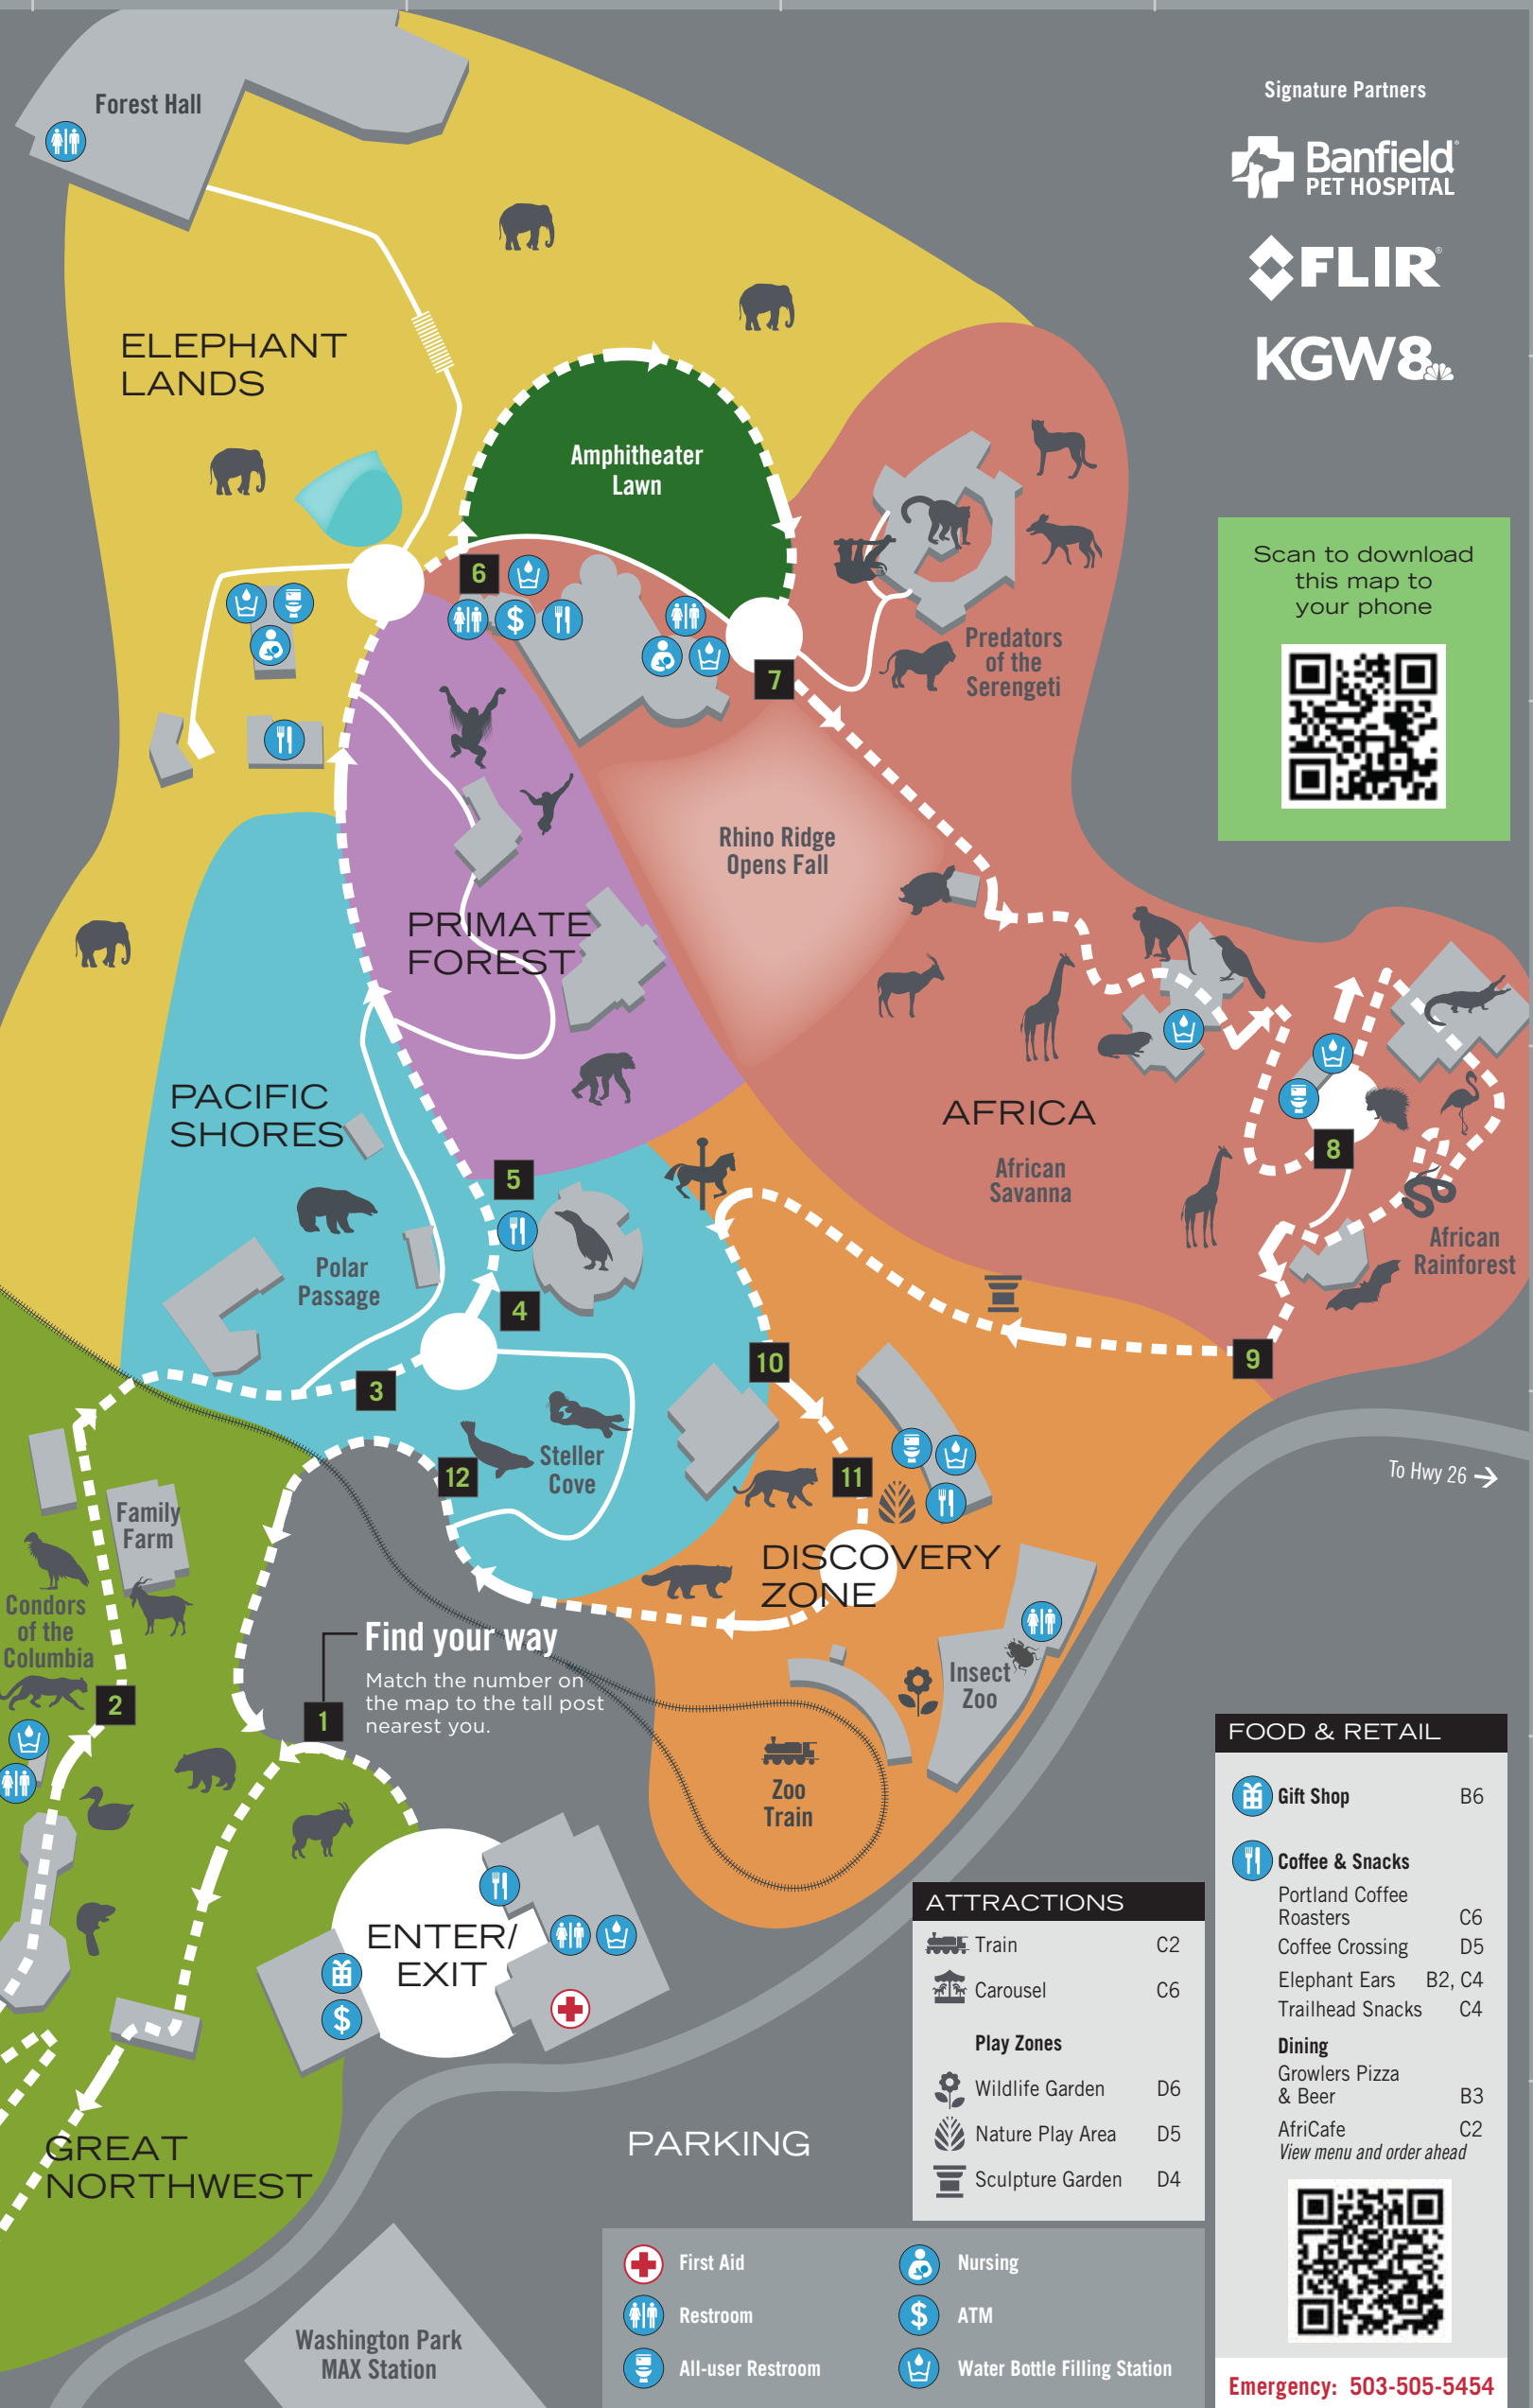 Forest Hall
Signature Partners
Banfield®
PET HOSPITAL
FLIR®
KGW8
ELEPHANT
LANDS
Amphitheater
Lawn
Scan to download
this map to
your phone
6
$
Predators
of the
Serengeti
7
Rhino Ridge
Opens Fall
PRIMATE
FOREST
PACIFIC
SHORES
AFRICA
8
African
Savanna
5
African
Rainforest
Polar
Passage
4
9
10
3
Steller
Cove
12
11
To Hwy 26
Family
Farm
DISCOVERY
ZONE
Condors
of the
Columbia
Find your way
Match the number on
the map to the tall post
nearest you.
Insect
Zoo
2
1
Zoo
Train
ENTER/
EXIT
$
GREAT
NORTHWEST
PARKING
Washington Park
MAX Station
ATTRACTIONS
Train C2
Carousel C6
Play Zones
Wildlife Garden D6
Nature Play Area D5
Sculpture Garden D4
First Aid
Restroom
All-user Restroom
Nursing
$ ATM
Water Bottle Filling Station
FOOD & RETAIL
Gift Shop B6
Coffee & Snacks
Portland Coffee
Roasters C6
Coffee Crossing D5
Elephant Ears B2, C4
Trailhead Snacks C4
Dining
Growlers Pizza
& Beer B3
AfriCafe C2
View menu and order ahead
Emergency: 503-505-5454